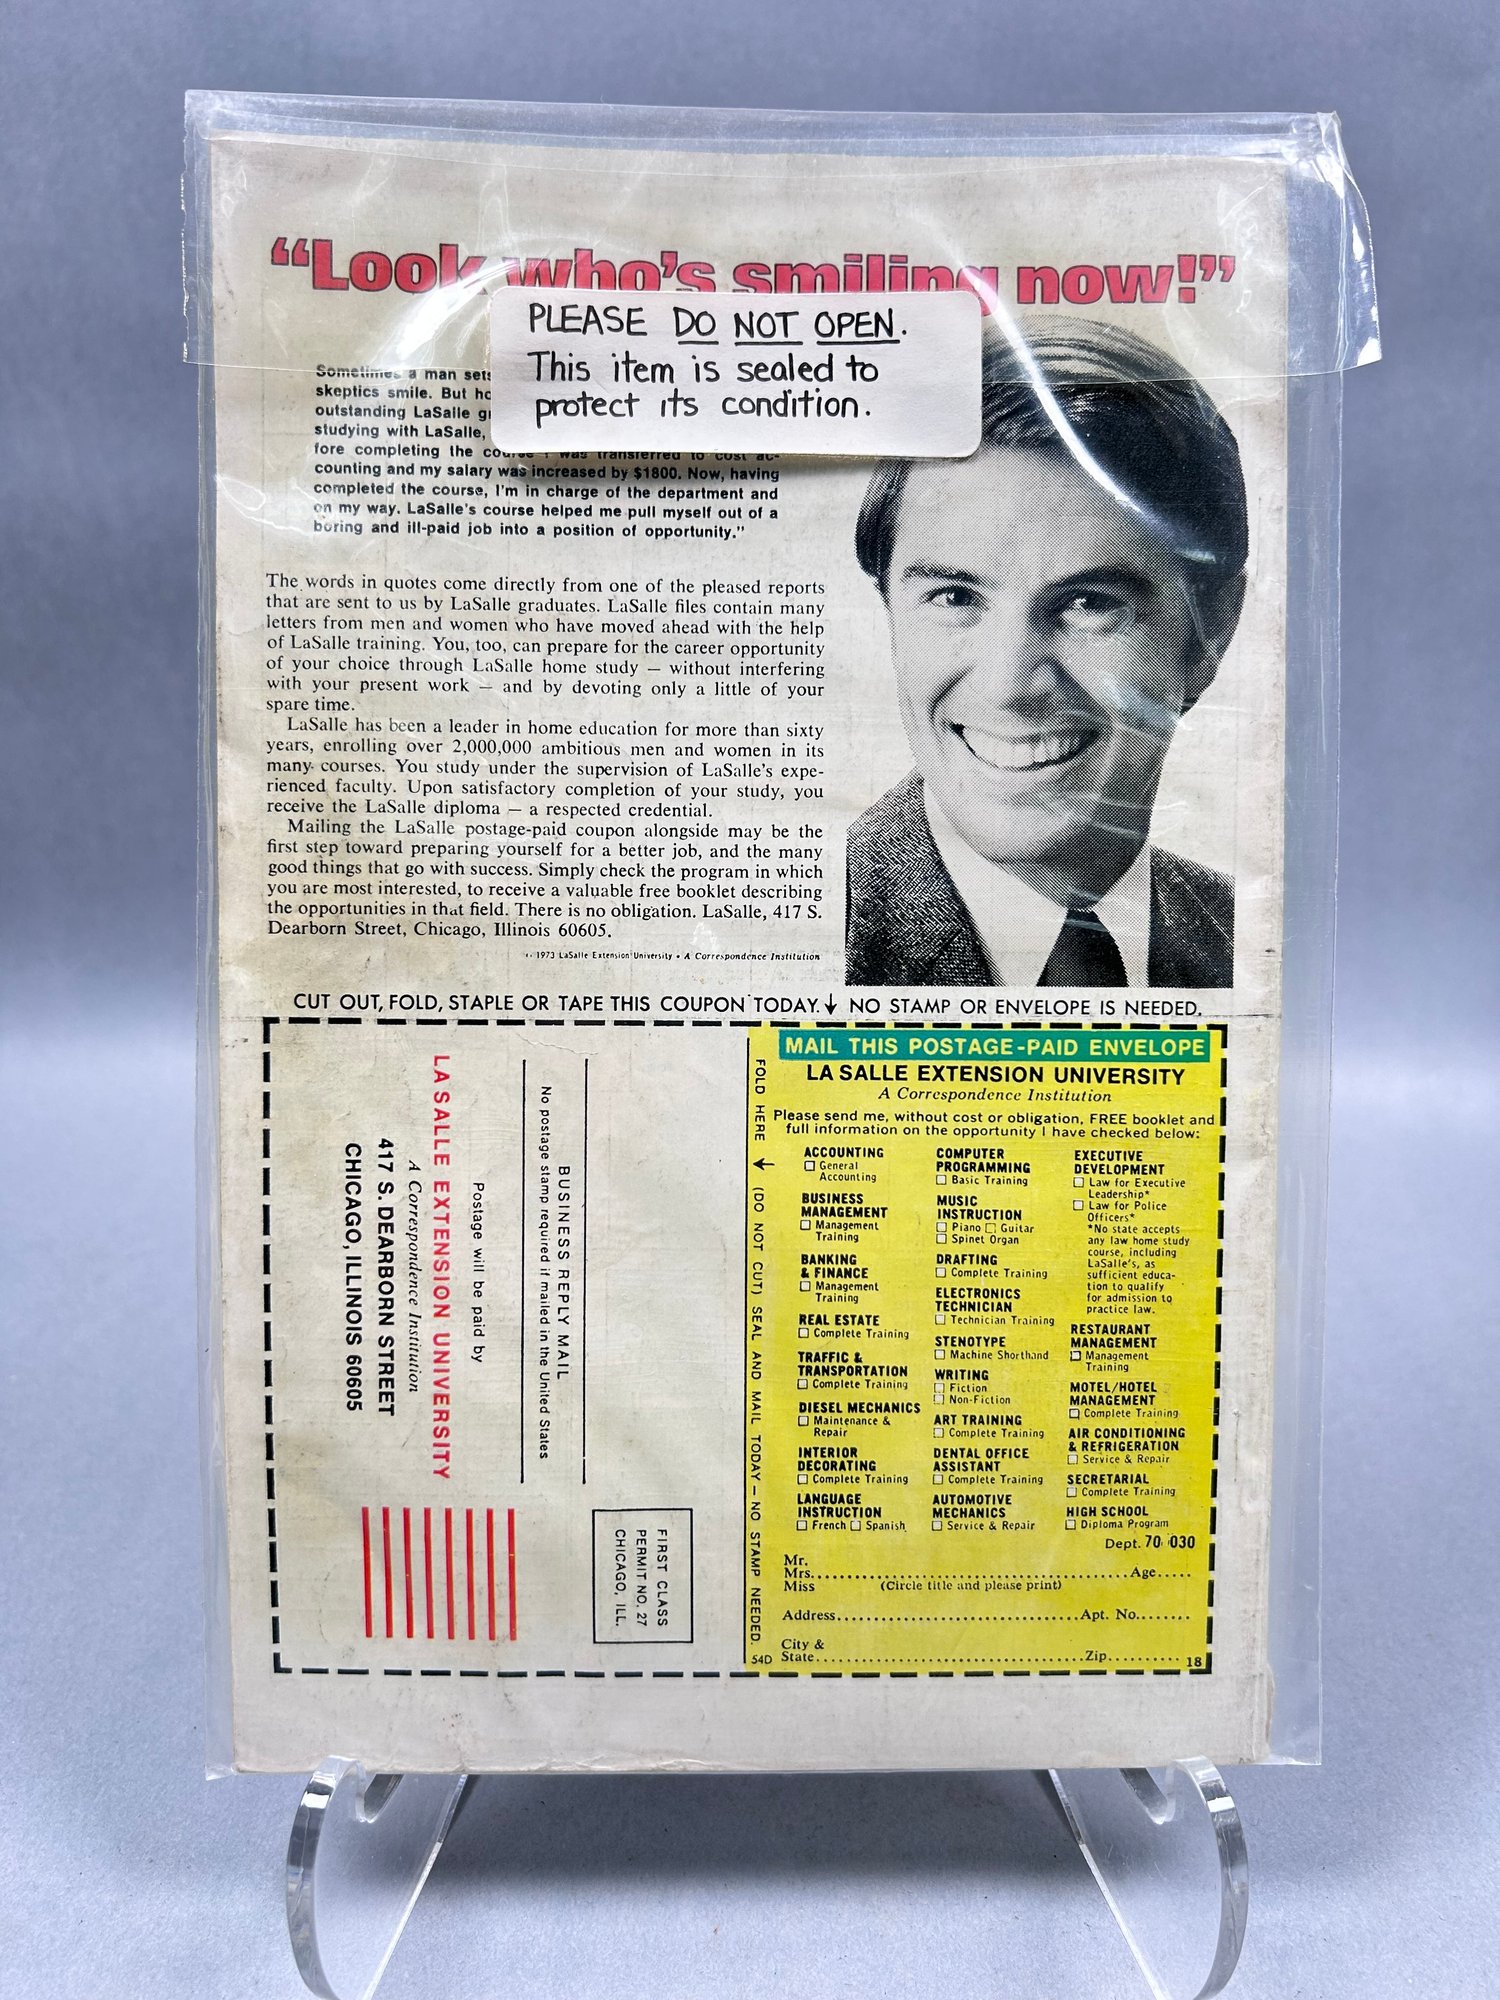 “Look who's smiling now!”
PLEASE DO NOT OPEN.
This item is sealed to
protect its condition.
Sometimes a man sets
skeptics smile. But
outstanding LaSalle
studying with LaSalle,
fore completing the course I was transferred to cost ac-
counting and my salary was increased by $1800. Now, having
completed the course, I'm in charge of the department and
on my way. LaSalle's course helped me pull myself out of a
boring and ill-paid job into a position of opportunity."
The words in quotes come directly from one of the pleased reports
that are sent to us by LaSalle graduates. LaSalle files contain many
letters from men and women who have moved ahead with the help
of LaSalle training. You, too, can prepare for the career opportunity
of your choice through LaSalle home study — without interfering
with your present work — and by devoting only a little of your
spare time.
LaSalle has been a leader in home education for more than sixty
years, enrolling over 2,000,000 ambitious men and women in its
many courses. You study under the supervision of LaSalle's expe-
rienced faculty. Upon satisfactory completion of your study, you
receive the LaSalle diploma — a respected credential.
Mailing the LaSalle postage-paid coupon alongside may be the
first step toward preparing yourself for a better job, and the many
good things that go with success. Simply check the program in which
you are most interested, to receive a valuable free booklet describing
the opportunities in that field. There is no obligation. LaSalle, 417 S.
Dearborn Street, Chicago, Illinois 60605.
1973 LaSalle Extension University • A Correspondence Institution
CUT OUT, FOLD, STAPLE OR TAPE THIS COUPON TODAY. NO STAMP OR ENVELOPE IS NEEDED.
FIRST CLASS
PERMIT NO. 27
CHICAGO, ILL.
BUSINESS REPLY MAIL
No postage stamp required if mailed in the United States
Postage will be paid by
LA SALLE EXTENSION UNIVERSITY
A Correspondence Institution
417 S. DEARBORN STREET
CHICAGO, ILLINOIS 60605
FOLD HERE (DO NOT CUT) SEAL AND MAIL TODAY — NO STAMP NEEDED.
54D
MAIL THIS POSTAGE-PAID ENVELOPE
LA SALLE EXTENSION UNIVERSITY
A Correspondence Institution
Please send me, without cost or obligation, FREE booklet and
full information on the opportunity I have checked below:
ACCOUNTING
General
Accounting
BUSINESS
MANAGEMENT
Management
Training
BANKING
& FINANCE
Management
Training
REAL ESTATE
Complete Training
TRAFFIC &
TRANSPORTATION
Complete Training
DIESEL MECHANICS
Maintenance &
Repair
INTERIOR
DECORATING
Complete Training
LANGUAGE
INSTRUCTION
French Spanish
COMPUTER
PROGRAMMING
Basic Training
MUSIC
INSTRUCTION
Piano Guitar
Spinet Organ
DRAFTING
Complete Training
ELECTRONICS
TECHNICIAN
Technician Training
STENOTYPE
Machine Shorthand
WRITING
Fiction
Non-Fiction
ART TRAINING
Complete Training
DENTAL OFFICE
ASSISTANT
Complete Training
AUTOMOTIVE
MECHANICS
Service & Repair
EXECUTIVE
DEVELOPMENT
Law for Executive
Leadership*
Law for Police
Officers*
*No state accepts
any law home study
course, including
LaSalle's, as
sufficient educa-
tion to qualify
for admission to
practice law.
RESTAURANT
MANAGEMENT
Management
Training
MOTEL/HOTEL
MANAGEMENT
Complete Training
AIR CONDITIONING
& REFRIGERATION
Service & Repair
SECRETARIAL
Complete Training
HIGH SCHOOL
Diploma Program
Dept. 70 030
Mr.
Mrs. Age
Miss (Circle title and please print)
Address Apt. No.
City &
State Zip
18